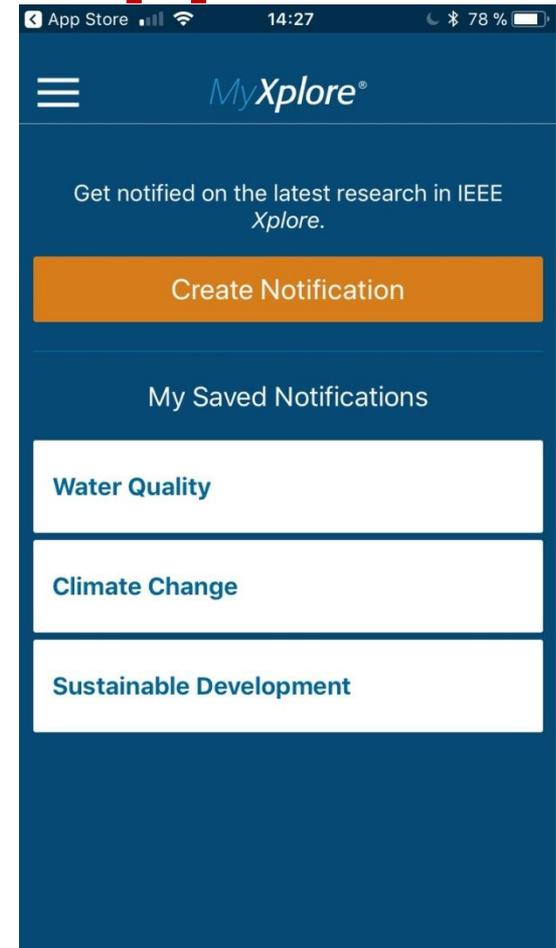 App Store 14:27 78 %
MyXplore®
Get notified on the latest research in IEEE
Xplore.
Create Notification
My Saved Notifications
Water Quality
Climate Change
Sustainable Development